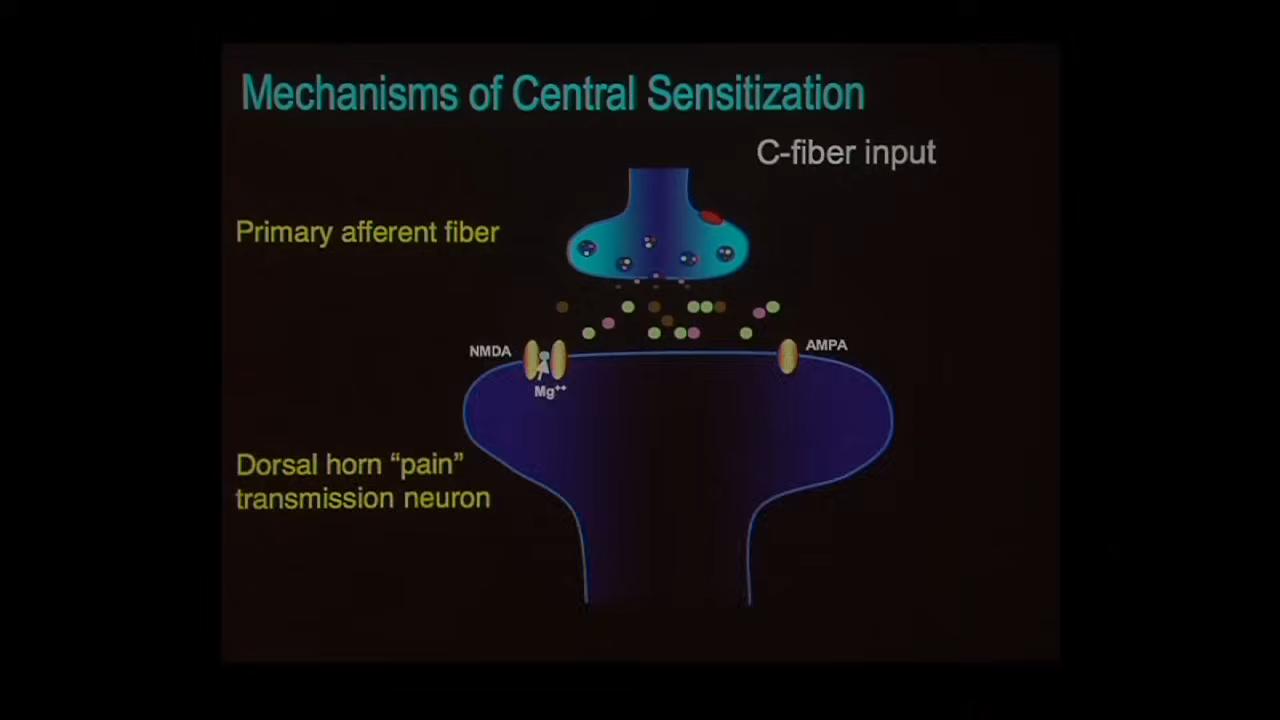 Mechanisms of Central Sensitization
C-fiber input
Primary afferent fiber
NMDA
AMPA
Mg++
Dorsal horn “pain”
transmission neuron